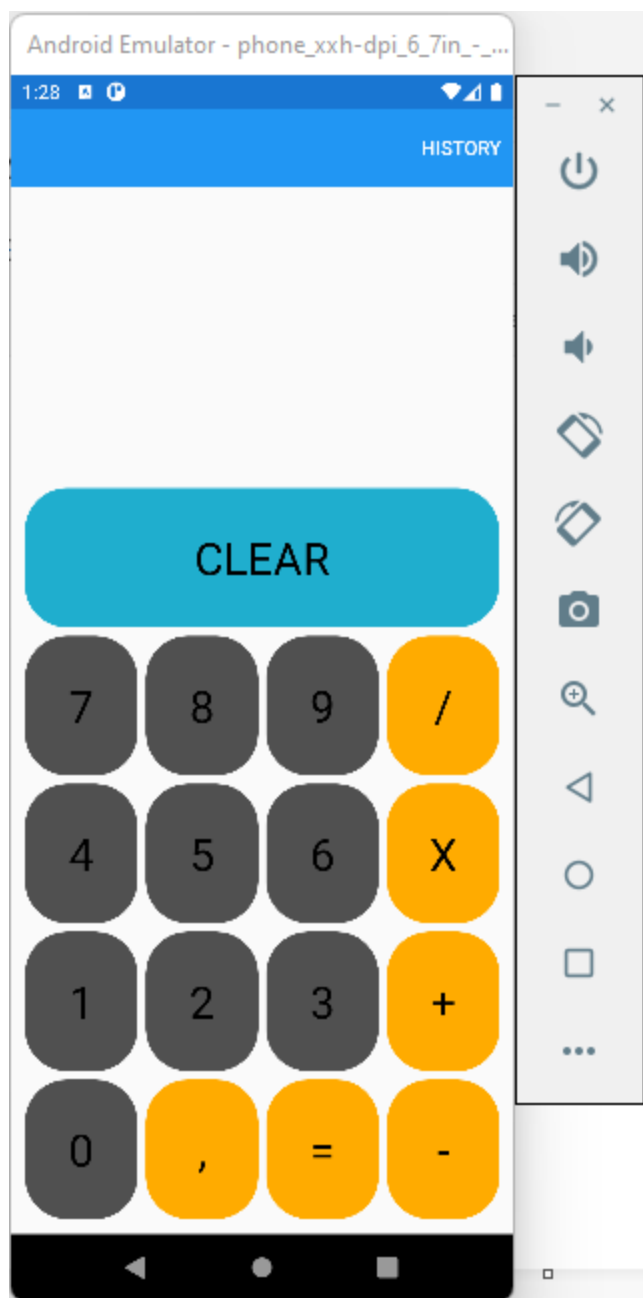 Android Emulator - phone_xxh-dpi_6_7in_-_...
1:28
HISTORY
CLEAR
7 8 9 /
4 5 6 X
1 2 3 +
0 , = -